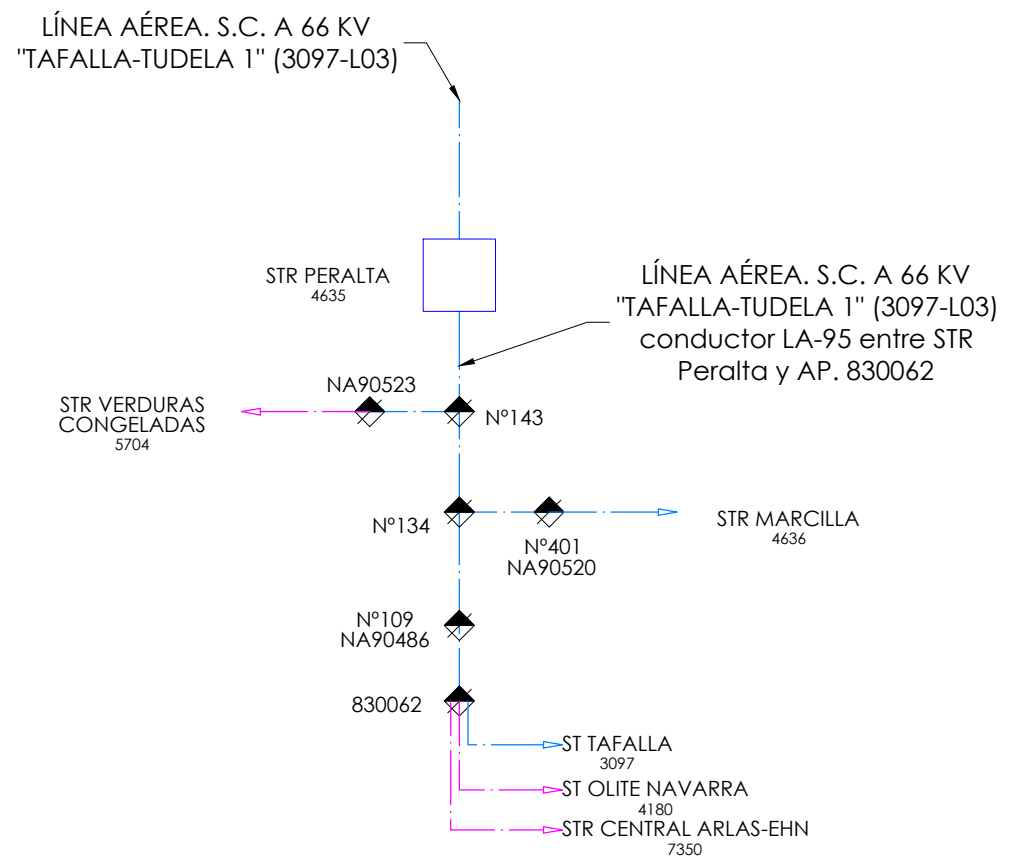 LÍNEA AÉREA. S.C. A 66 KV
"TAFALLA-TUDELA 1" (3097-L03)
STR PERALTA
4635
LÍNEA AÉREA. S.C. A 66 KV
"TAFALLA-TUDELA 1" (3097-L03)
conductor LA-95 entre STR
Peralta y AP. 830062
NA90523
STR VERDURAS
CONGELADAS
5704
Nº143
Nº134
STR MARCILLA
4636
Nº401
NA90520
Nº109
NA90486
830062
ST TAFALLA
3097
ST OLITE NAVARRA
4180
STR CENTRAL ARLAS-EHN
7350